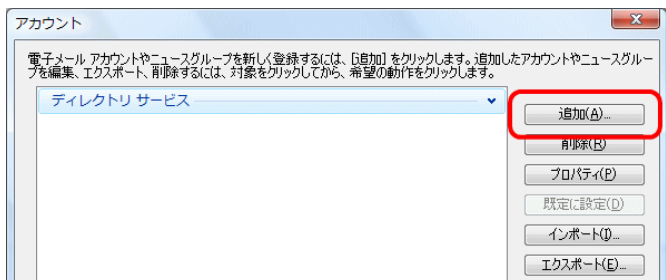 アカウント
電子メール アカウントやニュースグループを新しく登録するには、[追加] をクリックします。追加したアカウントやニュースグルー
プを編集、エクスポート、削除するには、対象をクリックしてから、希望の動作をクリックします。
ディレクトリ サービス
追加(A)...
削除(R)
プロパティ(P)
既定に設定(D)
インポート(I)...
エクスポート(E)...